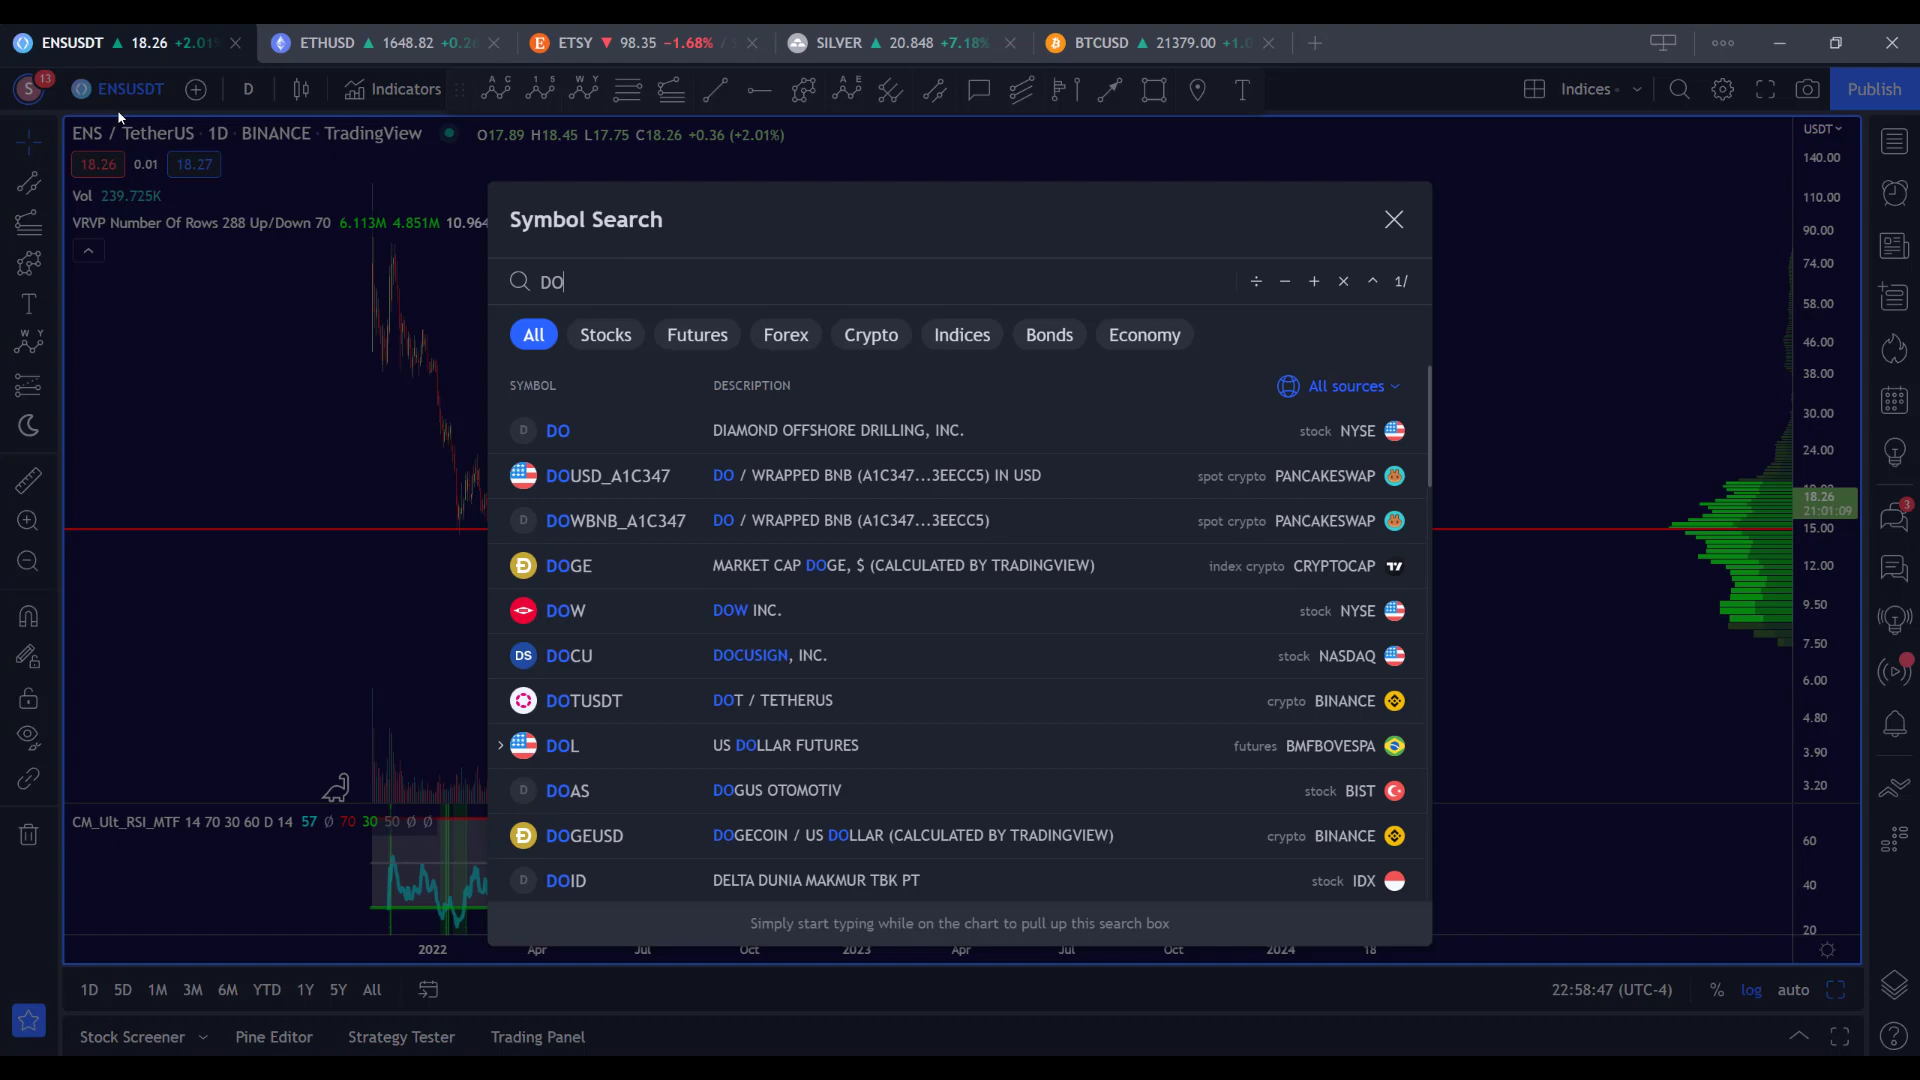 ENSUSDT ▲ 18.26 +2.01%
ETHUSD ▲ 1648.82 +0.2
ETSY ▼ 98.35 −1.68% /
SILVER ▲ 20.848 +7.18%
BTCUSD ▲ 21379.00 +1.0
S 13 ENSUSDT D Indicators
A C 1 5 W Y A E T
Indices Publish
ENS / TetherUS · 1D · BINANCE · TradingView
O17.89 H18.45 L17.75 C18.26 +0.36 (+2.01%)
18.26 0.01 18.27
Vol 239.725K
VRVP Number Of Rows 288 Up/Down 70 6.113M 4.851M 10.964
Symbol Search
DO
÷ − + × ^ 1/
All Stocks Futures Forex Crypto Indices Bonds Economy
SYMBOL DESCRIPTION All sources
D DO DIAMOND OFFSHORE DRILLING, INC. stock NYSE
DOUSD_A1C347 DO / WRAPPED BNB (A1C347...3EECC5) IN USD spot crypto PANCAKESWAP
D DOWBNB_A1C347 DO / WRAPPED BNB (A1C347...3EECC5) spot crypto PANCAKESWAP
DOGE MARKET CAP DOGE, $ (CALCULATED BY TRADINGVIEW) index crypto CRYPTOCAP
DOW DOW INC. stock NYSE
DS DOCU DOCUSIGN, INC. stock NASDAQ
DOTUSDT DOT / TETHERUS crypto BINANCE
DOL US DOLLAR FUTURES futures BMFBOVESPA
D DOAS DOGUS OTOMOTIV stock BIST
DOGEUSD DOGECOIN / US DOLLAR (CALCULATED BY TRADINGVIEW) crypto BINANCE
D DOID DELTA DUNIA MAKMUR TBK PT stock IDX
Simply start typing while on the chart to pull up this search box
USDT
140.00
110.00
90.00
74.00
58.00
46.00
38.00
30.00
24.00
18.26
21:01:09
15.00
12.00
9.50
7.50
6.00
4.80
3.90
3.20
CM_Ult_RSI_MTF 14 70 30 60 D 14 57 Ø 70 30 50 Ø Ø
60
40
20
2022 Apr Jul Oct 2023 Apr Jul Oct 2024 18
1D 5D 1M 3M 6M YTD 1Y 5Y All
22:58:47 (UTC-4) % log auto
Stock Screener Pine Editor Strategy Tester Trading Panel
T
W Y
3